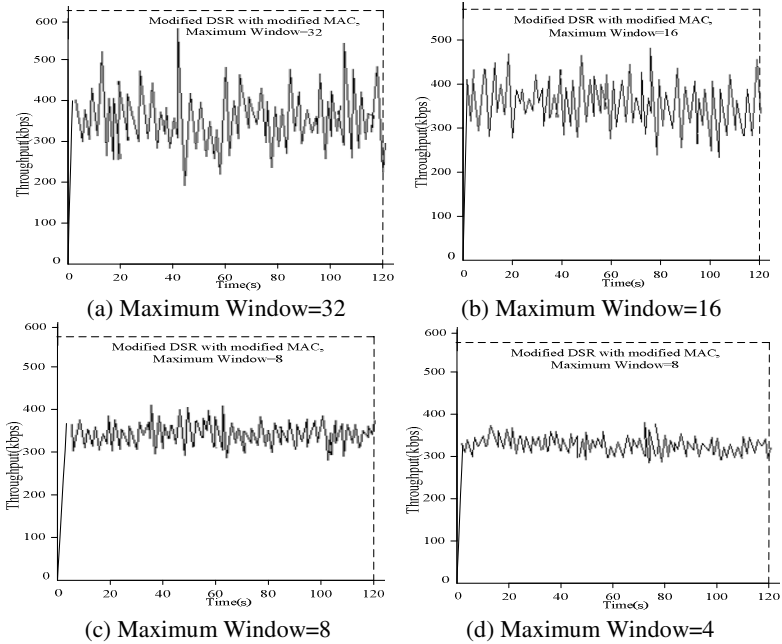 Modified DSR with modified MAC,
Maximum Window=32
600
500
400
300
200
100
0
Throughput(kbps)
0 20 40 60 80 100 120
Time(s)
(a) Maximum Window=32
Modified DSR with modified MAC,
Maximum Window=16
500
400
300
200
100
0
Throughput(kbps)
0 20 40 60 80 100 120
Time(s)
(b) Maximum Window=16
Modified DSR with modified MAC,
Maximum Window=8
600
500
400
300
200
100
0
Throughput(kbps)
0 20 40 60 80 100 120
Time(s)
(c) Maximum Window=8
Modified DSR with modified MAC,
Maximum Window=8
600
500
400
300
200
100
0
Throughput(kbps)
0 20 40 60 80 100 120
Time(s)
(d) Maximum Window=4